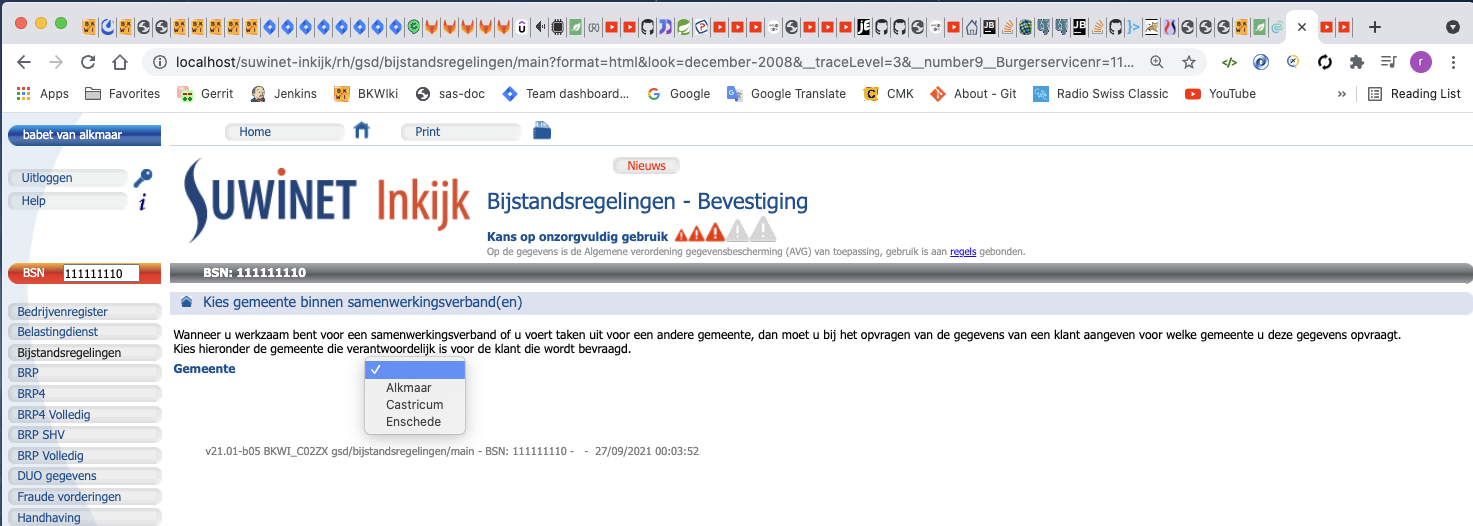 localhost/suwinet-inkijk/rh/gsd/bijstandsregelingen/main?format=html&look=december-2008&__traceLevel=3&__number9__Burgerservicenr=11...
Apps
Favorites
Gerrit
Jenkins
BKWIki
sas-doc
Team dashboard...
Google
Google Translate
CMK
About - Git
Radio Swiss Classic
YouTube
»
Reading List
babet van alkmaar
Home
Print
Uitloggen
Help
SUWINET Inkijk
Nieuws
Bijstandsregelingen - Bevestiging
Kans op onzorgvuldig gebruik
Op de gegevens is de Algemene verordening gegevensbescherming (AVG) van toepassing, gebruik is aan regels gebonden.
BSN 111111110
BSN: 111111110
Kies gemeente binnen samenwerkingsverband(en)
Wanneer u werkzaam bent voor een samenwerkingsverband of u voert taken uit voor een andere gemeente, dan moet u bij het opvragen van de gegevens van een klant aangeven voor welke gemeente u deze gegevens opvraagt.
Kies hieronder de gemeente die verantwoordelijk is voor de klant die wordt bevraagd.
Gemeente
Alkmaar
Castricum
Enschede
v21.01-b05 BKWI_C02ZX gsd/bijstandsregelingen/main - BSN: 111111110 - - 27/09/2021 00:03:52
Bedrijvenregister
Belastingdienst
Bijstandsregelingen
BRP
BRP4
BRP4 Volledig
BRP SHV
BRP Volledig
DUO gegevens
Fraude vorderingen
Handhaving